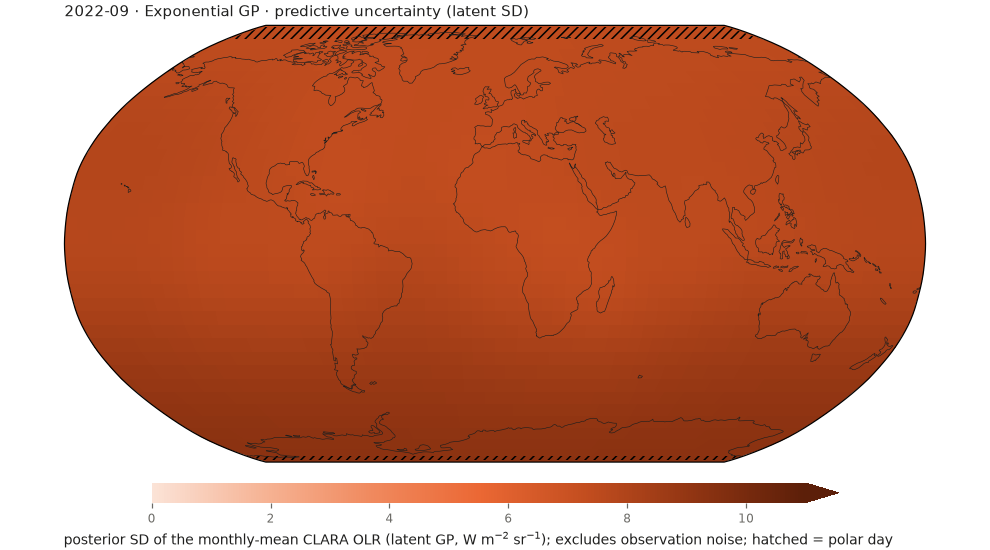 2022-09 · Exponential GP · predictive uncertainty (latent SD)
0 2 4 6 8 10
posterior SD of the monthly-mean CLARA OLR (latent GP, W m⁻² sr⁻¹); excludes observation noise; hatched = polar day